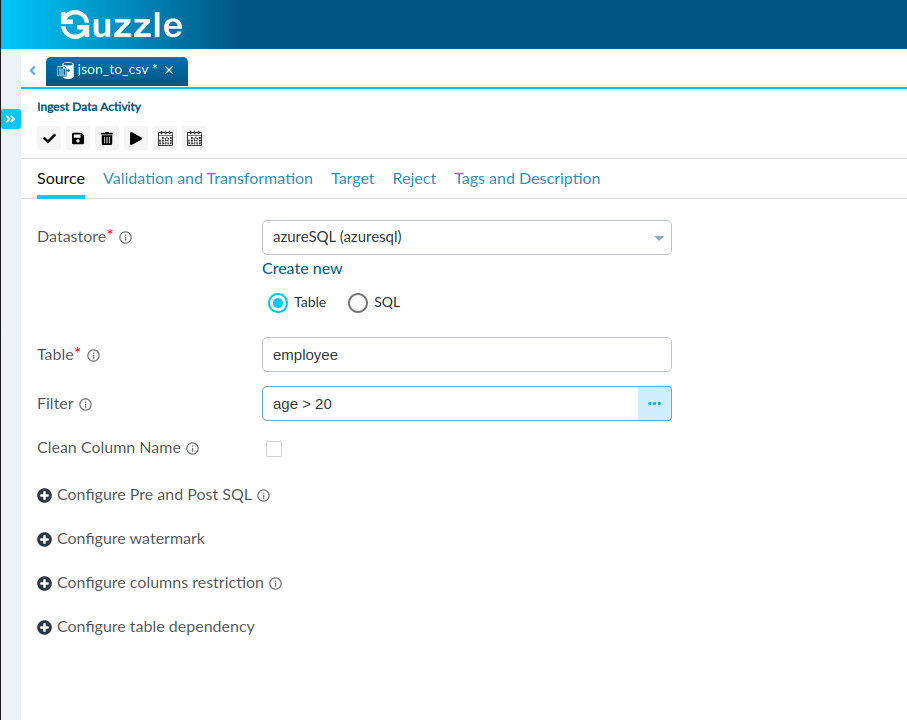 Guzzle
json_to_csv *
Ingest Data Activity
Source Validation and Transformation Target Reject Tags and Description
Datastore* azureSQL (azuresql)
Create new
Table SQL
Table* employee
Filter age > 20
Clean Column Name
Configure Pre and Post SQL
Configure watermark
Configure columns restriction
Configure table dependency